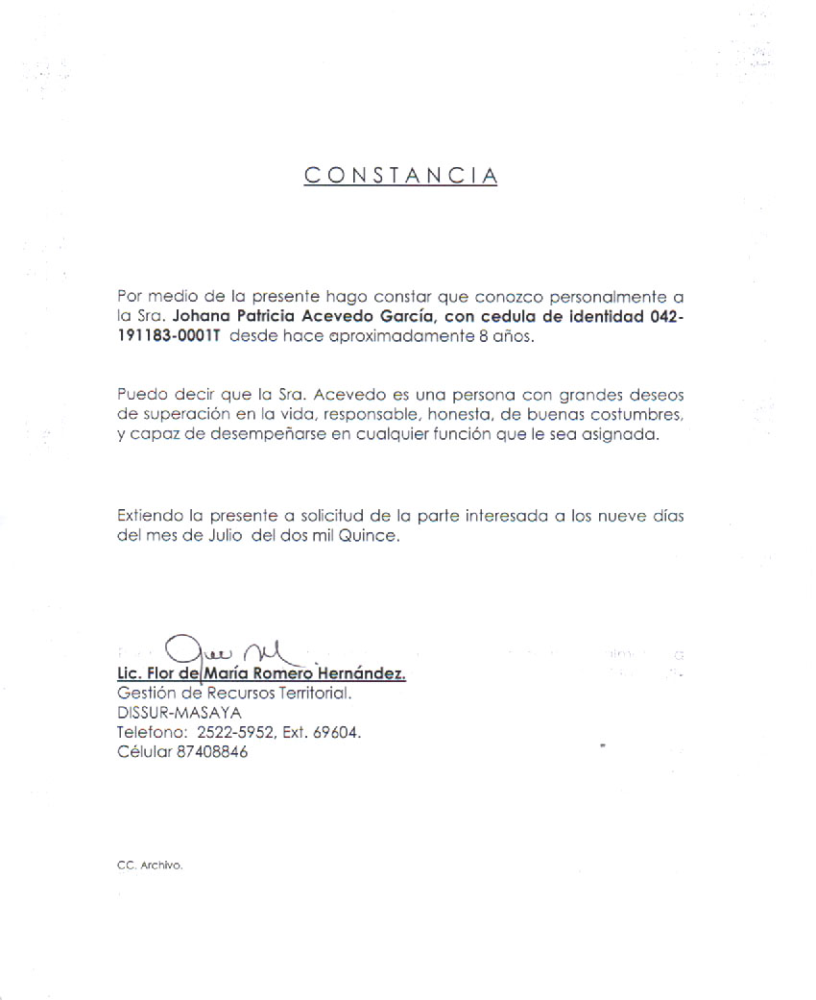 CONSTANCIA
Por medio de la presente hago constar que conozco personalmente a
la Sra. Johana Patricia Acevedo García, con cedula de identidad 042-
191183-0001T desde hace aproximadamente 8 años.
Puedo decir que la Sra. Acevedo es una persona con grandes deseos
de superación en la vida, responsable, honesta, de buenas costumbres,
y capaz de desempeñarse en cualquier función que le sea asignada.
Extiendo la presente a solicitud de la parte interesada a los nueve días
del mes de Julio del dos mil Quince.
Lic. Flor de María Romero Hernández.
Gestión de Recursos Territorial.
DISSUR-MASAYA
Telefono: 2522-5952, Ext. 69604.
Célular 87408846
CC. Archivo.